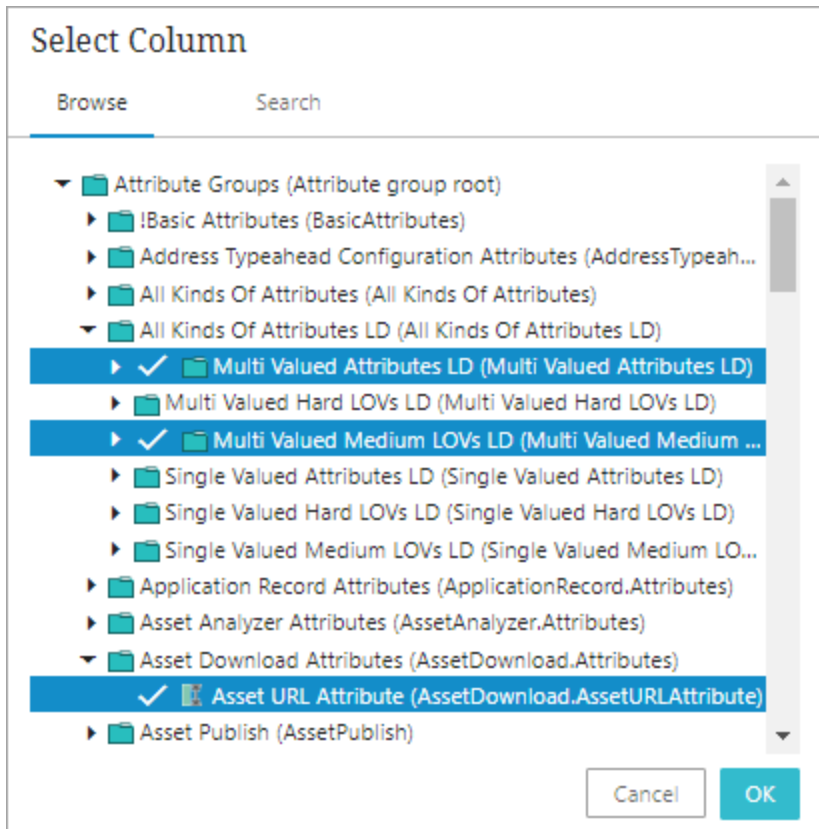 Select Column
Browse Search
Attribute Groups (Attribute group root)
!Basic Attributes (BasicAttributes)
Address Typeahead Configuration Attributes (AddressTypeah...
All Kinds Of Attributes (All Kinds Of Attributes)
All Kinds Of Attributes LD (All Kinds Of Attributes LD)
Multi Valued Attributes LD (Multi Valued Attributes LD)
Multi Valued Hard LOVs LD (Multi Valued Hard LOVs LD)
Multi Valued Medium LOVs LD (Multi Valued Medium ...
Single Valued Attributes LD (Single Valued Attributes LD)
Single Valued Hard LOVs LD (Single Valued Hard LOVs LD)
Single Valued Medium LOVs LD (Single Valued Medium LO...
Application Record Attributes (ApplicationRecord.Attributes)
Asset Analyzer Attributes (AssetAnalyzer.Attributes)
Asset Download Attributes (AssetDownload.Attributes)
Asset URL Attribute (AssetDownload.AssetURLAttribute)
Asset Publish (AssetPublish)
Cancel OK